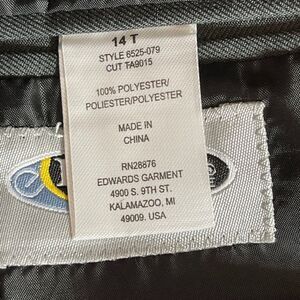 14 T
STYLE 6525-079
CUT TA9015
100% POLYESTER/
POLIESTER/POLYESTER
MADE IN
CHINA
RN28876
EDWARDS GARMENT
4900 S. 9TH ST.
KALAMAZOO, MI
49009. USA